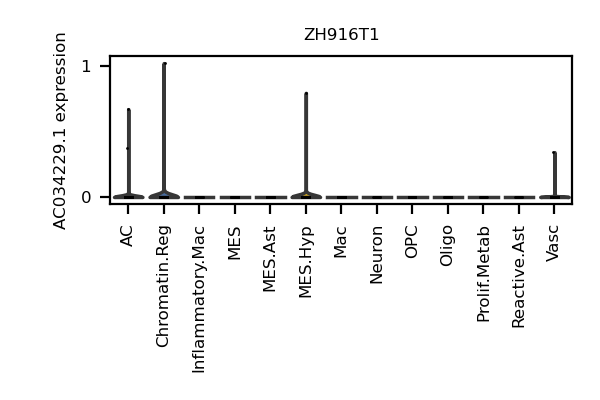 ZH916T1
AC034229.1 expression
1
0
AC
Chromatin.Reg
Inflammatory.Mac
MES
MES.Ast
MES.Hyp
Mac
Neuron
OPC
Oligo
Prolif.Metab
Reactive.Ast
Vasc